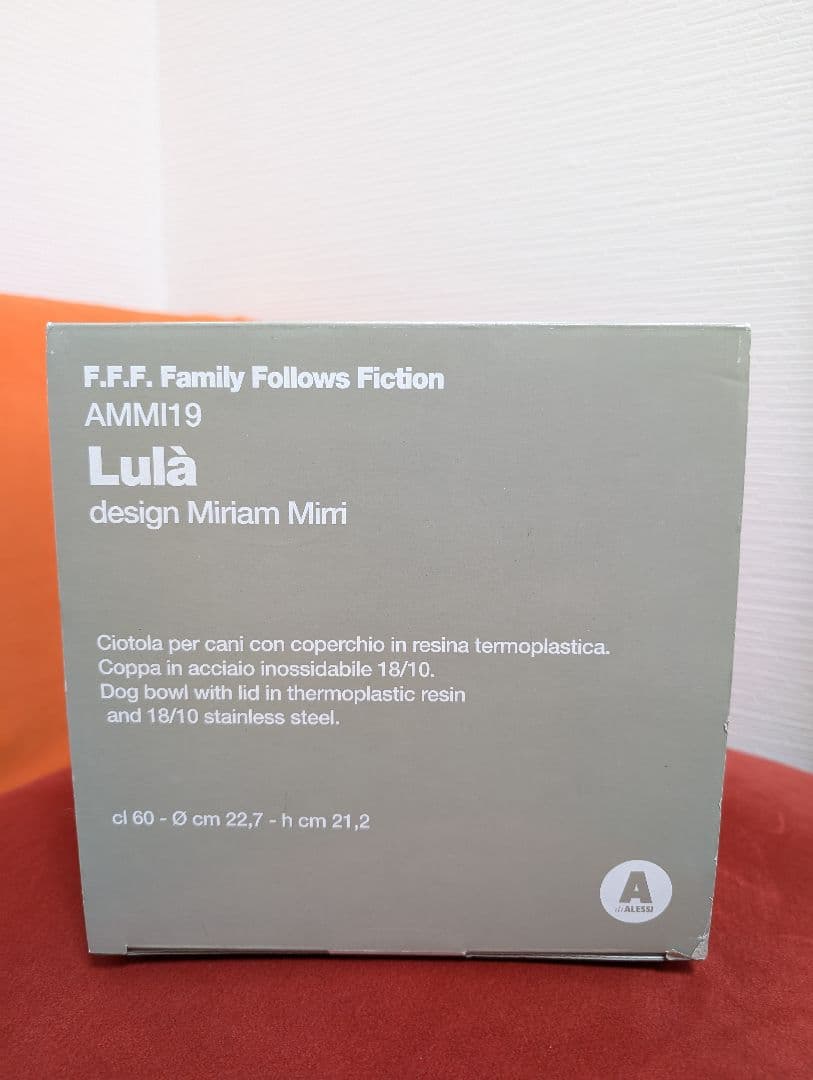 F.F.F. Family Follows Fiction
AMMI19
Lulà
design Miriam Mirri
Ciotola per cani con coperchio in resina termoplastica.
Coppa in acciaio inossidabile 18/10.
Dog bowl with lid in thermoplastic resin
and 18/10 stainless steel.
cl 60 - Ø cm 22,7 - h cm 21,2
A
di ALESSI